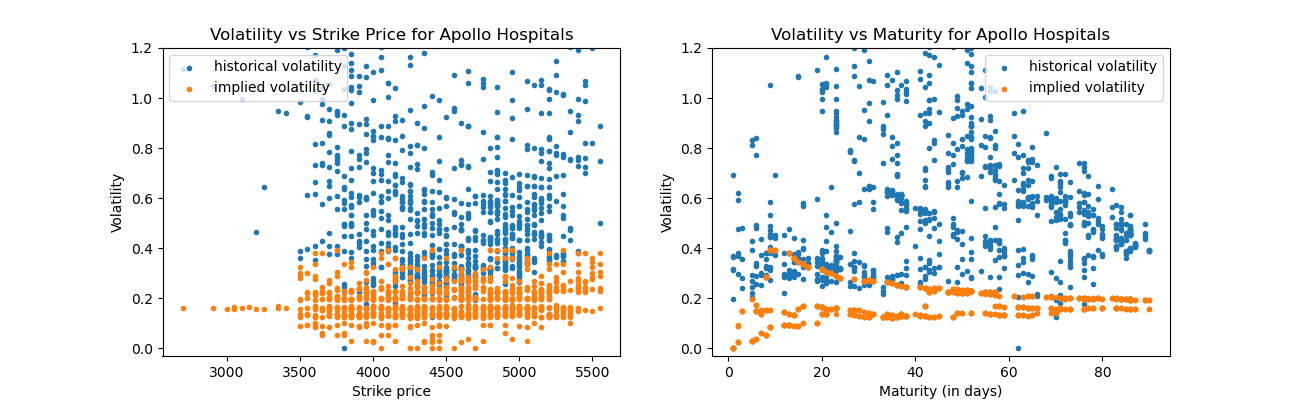 Volatility vs Strike Price for Apollo Hospitals
1.2
1.0
0.8
0.6
0.4
0.2
0.0
Volatility
historical volatility
implied volatility
3000 3500 4000 4500 5000 5500
Strike price
Volatility vs Maturity for Apollo Hospitals
1.2
1.0
0.8
0.6
0.4
0.2
0.0
Volatility
historical volatility
implied volatility
0 20 40 60 80
Maturity (in days)